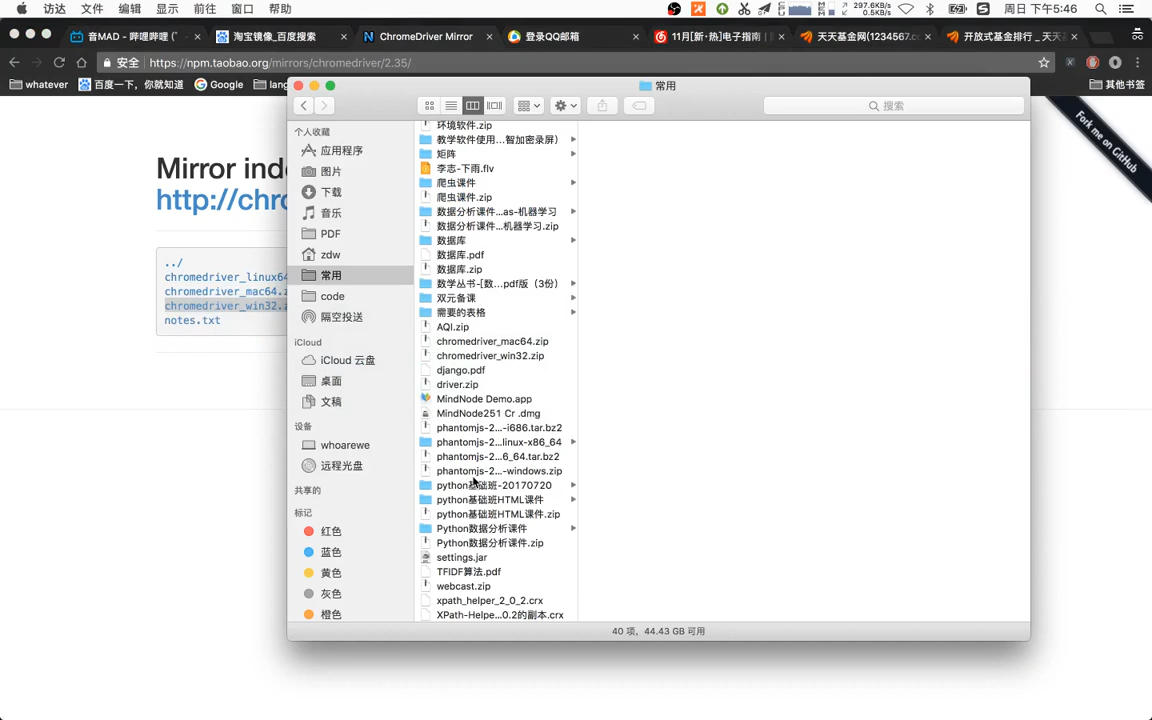 访达 文件 编辑 显示 前往 窗口 帮助
297.6KB/s
0.5KB/s
周日 下午5:46
音MAD - 哔哩哔哩 (゜
淘宝镜像_百度搜索
ChromeDriver Mirror
登录QQ邮箱
11月[新·热]电子指南
天天基金网(1234567.c
开放式基金排行 _ 天天
安全 https://npm.taobao.org/mirrors/chromedriver/2.35/
whatever
百度一下，你就知道
Google
lang
其他书签
Fork me on GitHub
Mirror ind
http://chr
../
chromedriver_linux64
chromedriver_mac64.z
chromedriver_win32.z
notes.txt
常用
搜索
个人收藏
应用程序
图片
下载
音乐
PDF
zdw
常用
code
隔空投送
iCloud
iCloud 云盘
桌面
文稿
设备
whoarewe
远程光盘
共享的
标记
红色
蓝色
黄色
灰色
橙色
环境软件.zip
教学软件使用...智加密录屏）
矩阵
李志-下雨.flv
爬虫课件
爬虫课件.zip
数据分析课件...as-机器学习
数据分析课件...机器学习.zip
数据库
数据库.pdf
数据库.zip
数学丛书-[数...pdf版（3份）
双元备课
需要的表格
AQI.zip
chromedriver_mac64.zip
chromedriver_win32.zip
django.pdf
driver.zip
MindNode Demo.app
MindNode251 Cr .dmg
phantomjs-2...-i686.tar.bz2
phantomjs-2...linux-x86_64
phantomjs-2...6_64.tar.bz2
phantomjs-2...-windows.zip
python基础班-20170720
python基础班HTML课件
python基础班HTML课件.zip
Python数据分析课件
Python数据分析课件.zip
settings.jar
TFIDF算法.pdf
webcast.zip
xpath_helper_2_0_2.crx
XPath-Helpe...0.2的副本.crx
40 项，44.43 GB 可用